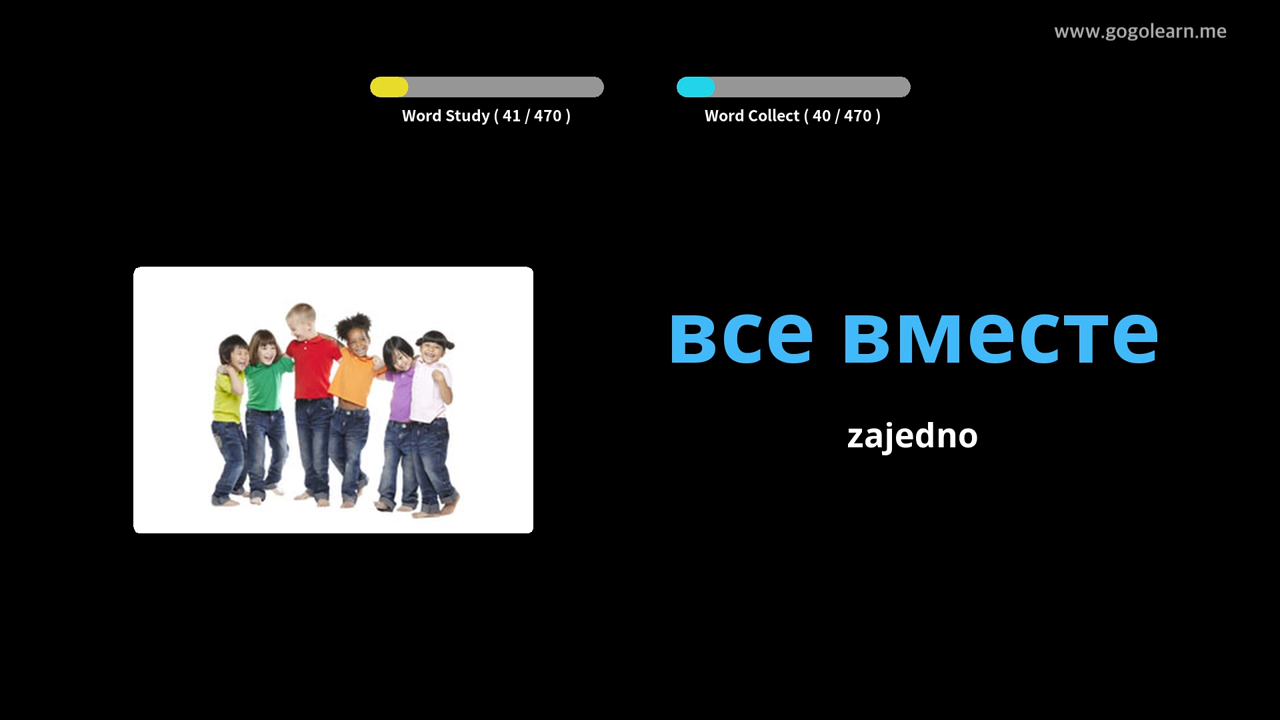 www.gogolearn.me
Word Study ( 41 / 470 )
Word Collect ( 40 / 470 )
все вместе
zajedno